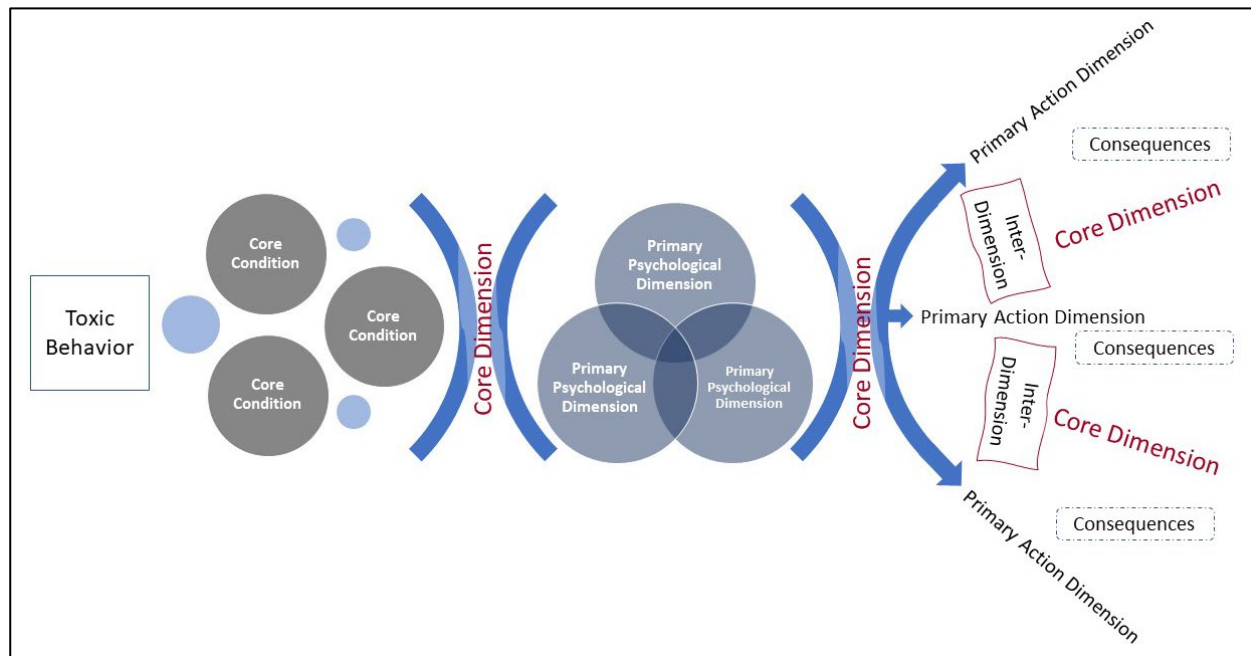 Toxic
Behavior
Core
Condition
Core
Condition
Core
Condition
Core Dimension
Primary
Psychological
Dimension
Primary
Psychological
Dimension
Primary
Psychological
Dimension
Core Dimension
Primary Action Dimension
Consequences
Inter-
Dimension
Core Dimension
Primary Action Dimension
Consequences
Inter-
Dimension
Core Dimension
Consequences
Primary Action Dimension